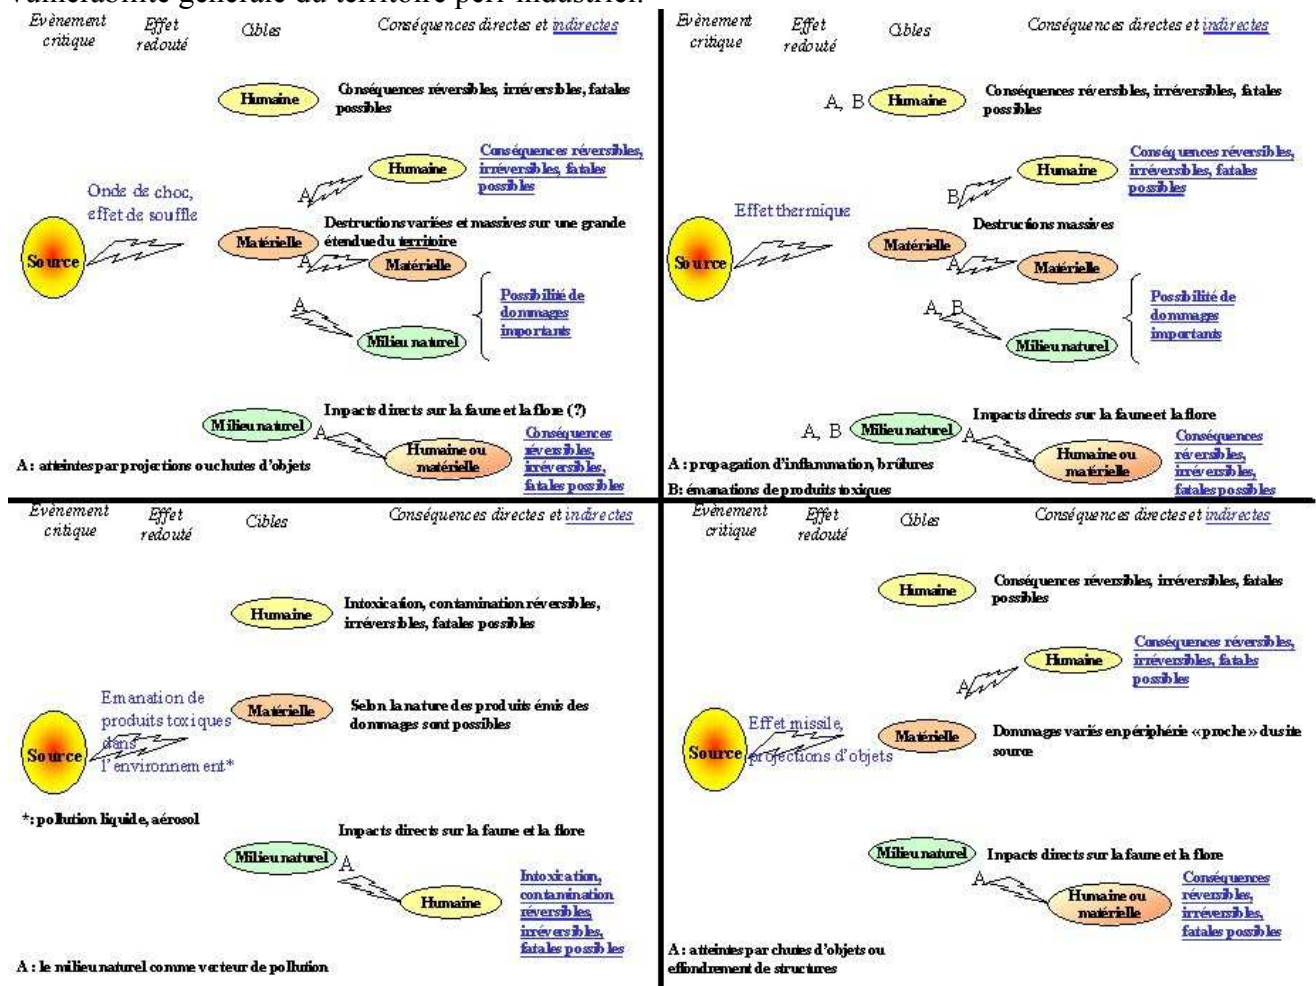 vulnérabilité générale du territoire péri-industriel.
Evènement critique
Effet redouté
Cibles
Conséquences directes et indirectes
Humaine
Conséquences réversibles, irréversibles, fatales
possibles
Humaine
Conséquences réversibles,
irréversibles, fatales
possibles
A
Onde de choc,
effet de souffle
Source
Matérielle
Destructions variées et massives sur une grande
étendue du territoire
A
Matérielle
A
Milieu naturel
Possibilité de
dommages
importants
Milieu naturel
Impacts directs sur la faune et la flore (?)
A
Humaine ou
matérielle
Conséquences
réversibles,
irréversibles,
fatales possibles
A : atteintes par projections ou chutes d'objets
Evènement critique
Effet redouté
Cibles
Conséquences directes et indirectes
A, B
Humaine
Conséquences réversibles, irréversibles, fatales
possibles
Humaine
Conséquences réversibles,
irréversibles, fatales
possibles
B
Effet thermique
Source
Matérielle
Destructions massives
A
Matérielle
A, B
Milieu naturel
Possibilité de
dommages
importants
A, B
Milieu naturel
Impacts directs sur la faune et la flore
A
Humaine ou
matérielle
Conséquences
réversibles,
irréversibles,
fatales possibles
A : propagation d'inflammation, brûlures
B: émanations de produits toxiques
Evènement critique
Effet redouté
Cibles
Conséquences directes et indirectes
Humaine
Intoxication, contamination réversibles,
irréversibles, fatales possibles
Emanation de
produits toxiques
dans
l'environnement*
Source
Matérielle
Selon la nature des produits émis des
dommages sont possibles
*: pollution liquide, aérosol
Milieu naturel
Impacts directs sur la faune et la flore
A
Humaine
Intoxication,
contamination
réversibles,
irréversibles,
fatales possibles
A : le milieu naturel comme vecteur de pollution
Evènement critique
Effet redouté
Cibles
Conséquences directes et indirectes
Humaine
Conséquences réversibles, irréversibles, fatales
possibles
Humaine
Conséquences réversibles,
irréversibles, fatales
possibles
A
Effet missile,
projections d'objets
Source
Matérielle
Dommages variés en périphérie « proche » du site
source
Milieu naturel
Impacts directs sur la faune et la flore
A
Humaine ou
matérielle
Conséquences
réversibles,
irréversibles,
fatales possibles
A : atteintes par chutes d'objets ou
effondrement de structures